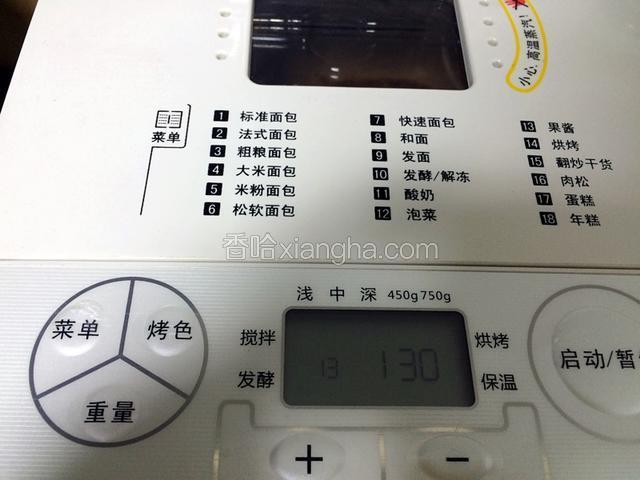 小心,高温蒸汽!
菜单
1 标准面包
2 法式面包
3 粗粮面包
4 大米面包
5 米粉面包
6 松软面包
7 快速面包
8 和面
9 发面
10 发酵/解冻
11 酸奶
12 泡菜
13 果酱
14 烘烤
15 翻炒干货
16 肉松
17 蛋糕
18 年糕
香哈xiangha.com
浅 中 深 450g 750g
菜单 烤色
重量
搅拌
发酵
13 1:30
烘烤
保温
启动/暂
+ −